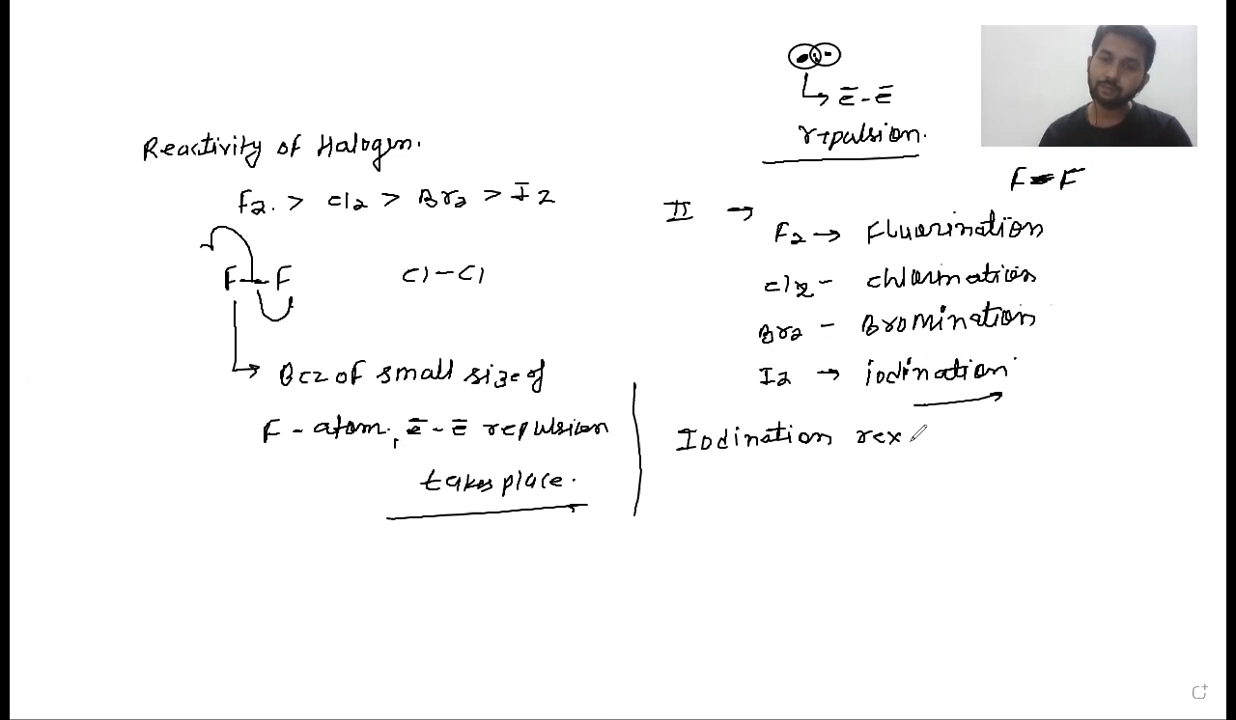 Reactivity of Halogen.
F2. > Cl2 > Br2 > I2
F-F
Cl-Cl
Bcz of small size of
F - atom, ē-ē repulsion
takes place.
ē-ē
repulsion.
F-F
II →
F2 → Fluorination
Cl2 - chlorination
Br2 - Bromination
I2 → iodination
Iodination rex